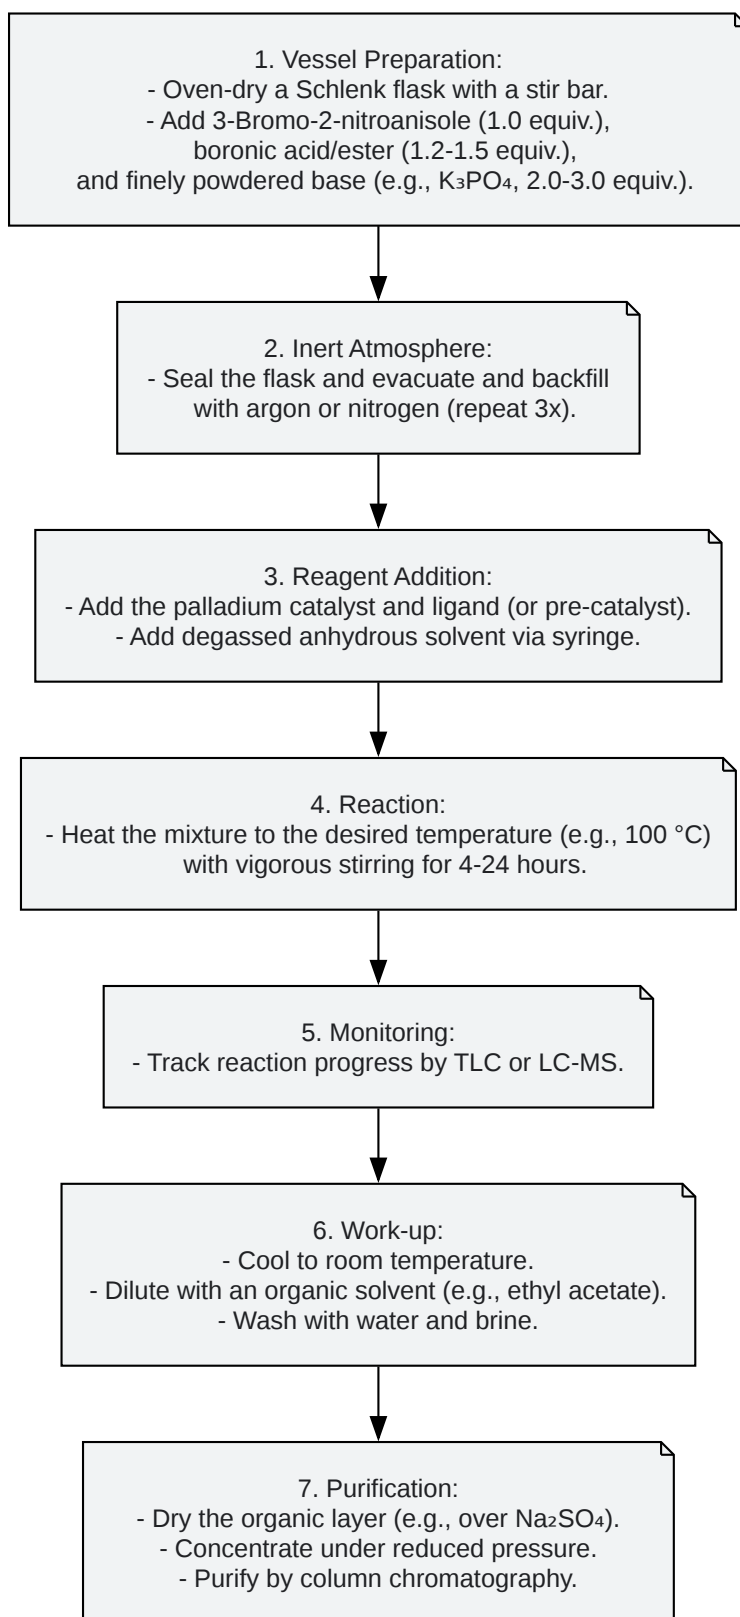 1. Vessel Preparation:
- Oven-dry a Schlenk flask with a stir bar.
- Add 3-Bromo-2-nitroanisole (1.0 equiv.),
boronic acid/ester (1.2-1.5 equiv.),
and finely powdered base (e.g., K₃PO₄, 2.0-3.0 equiv.).
2. Inert Atmosphere:
- Seal the flask and evacuate and backfill
with argon or nitrogen (repeat 3x).
3. Reagent Addition:
- Add the palladium catalyst and ligand (or pre-catalyst).
- Add degassed anhydrous solvent via syringe.
4. Reaction:
- Heat the mixture to the desired temperature (e.g., 100 °C)
with vigorous stirring for 4-24 hours.
5. Monitoring:
- Track reaction progress by TLC or LC-MS.
6. Work-up:
- Cool to room temperature.
- Dilute with an organic solvent (e.g., ethyl acetate).
- Wash with water and brine.
7. Purification:
- Dry the organic layer (e.g., over Na₂SO₄).
- Concentrate under reduced pressure.
- Purify by column chromatography.